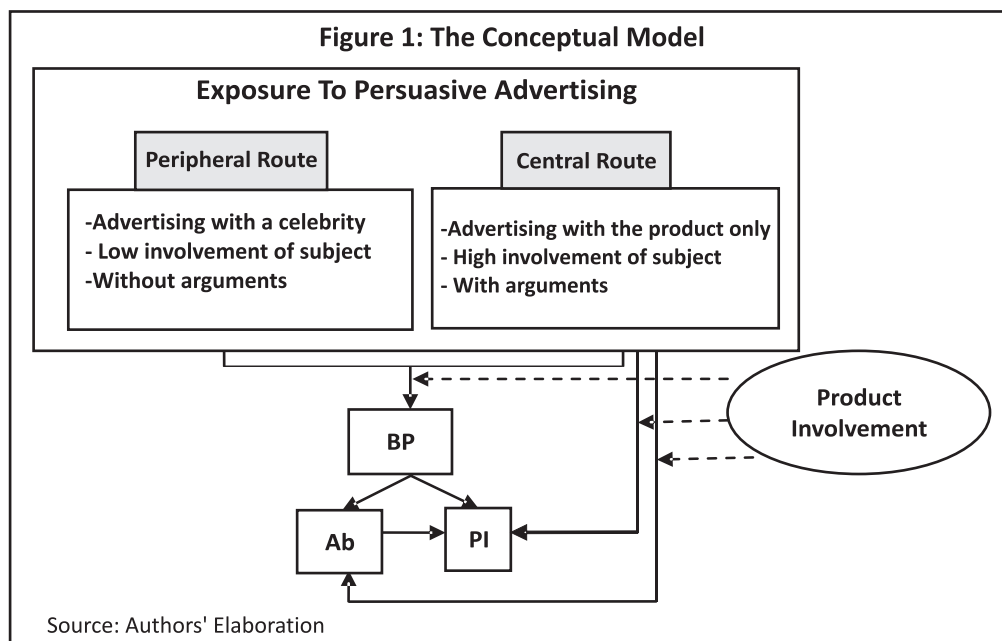 Figure 1: The Conceptual Model
Exposure To Persuasive Advertising
Peripheral Route
-Advertising with a celebrity
- Low involvement of subject
-Without arguments
Central Route
-Advertising with the product only
- High involvement of subject
- With arguments
Product
Involvement
BP
Ab
PI
Source: Authors' Elaboration